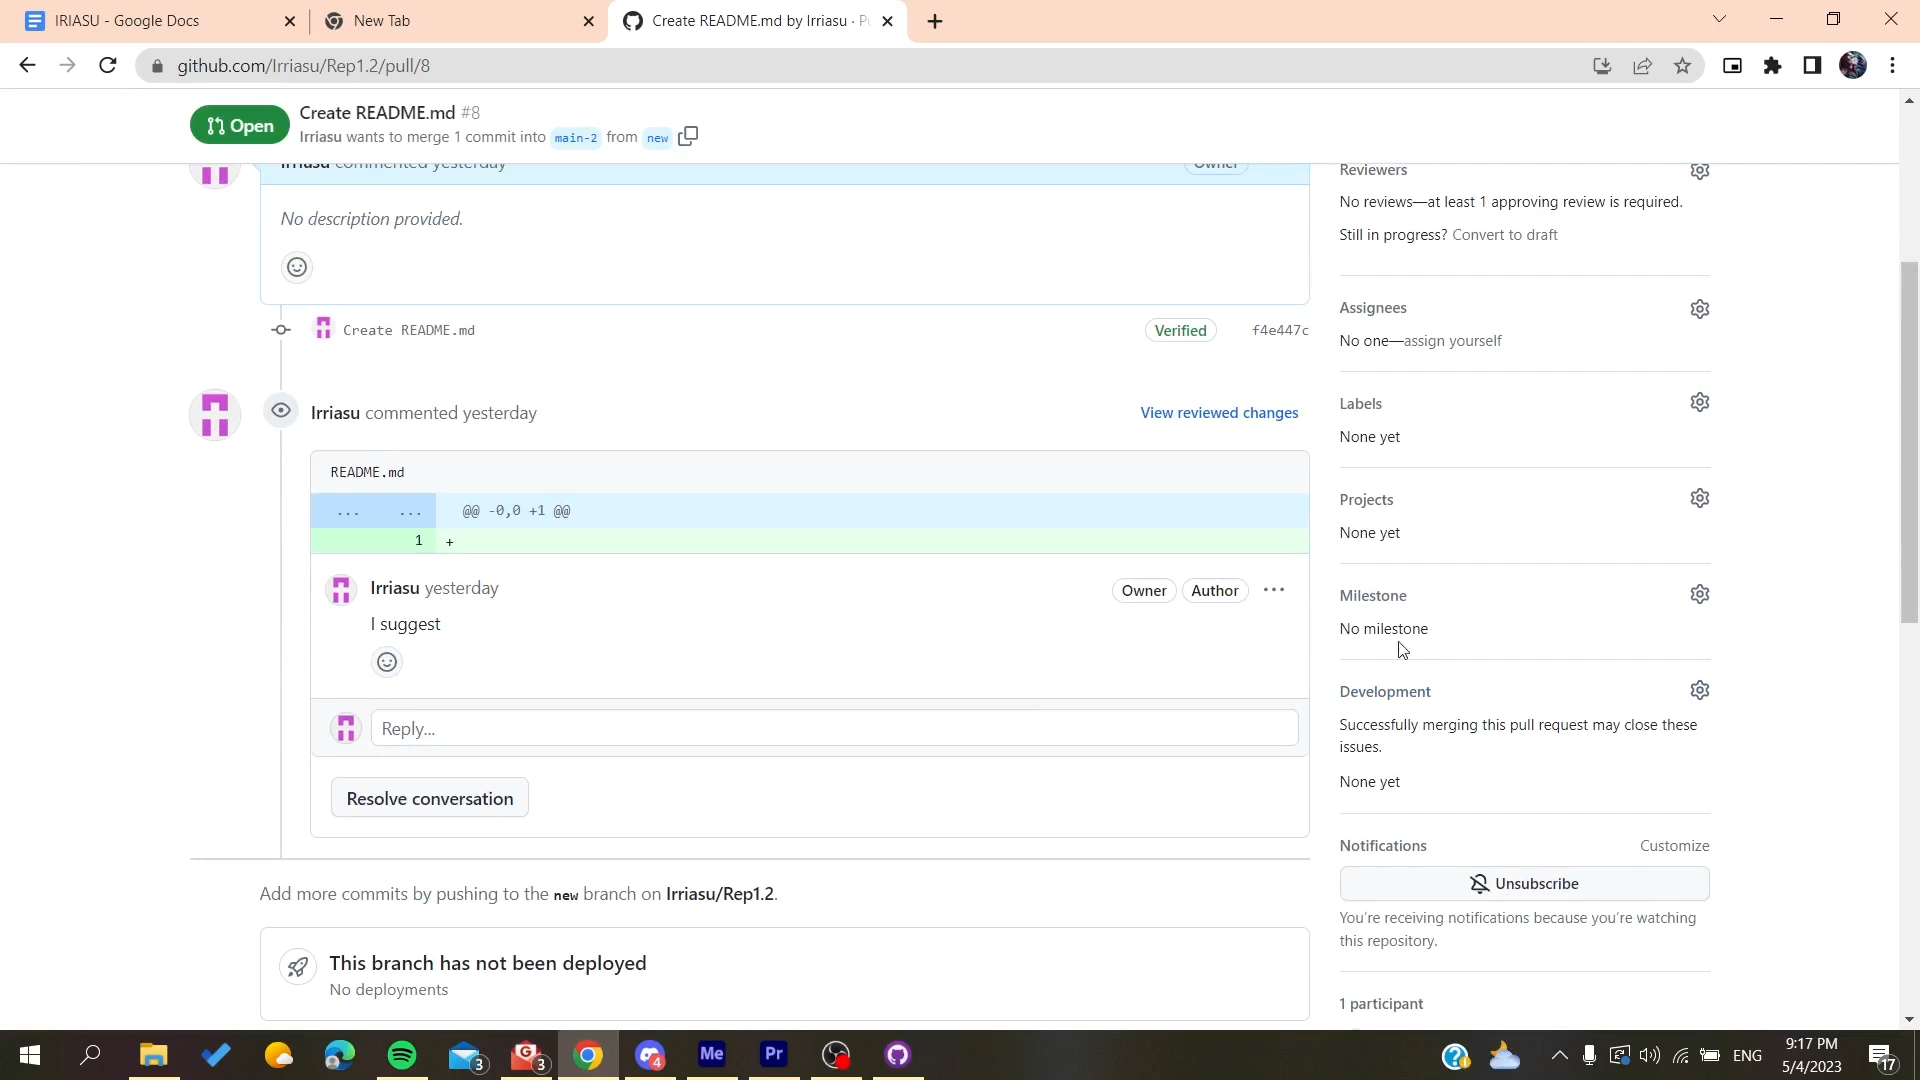 IRIASU - Google Docs
New Tab
Create README.md by Irriasu · P
github.com/Irriasu/Rep1.2/pull/8
Open
Create README.md #8
Irriasu wants to merge 1 commit into main-2 from new
Irriasu commented yesterday
Owner
No description provided.
Create README.md
Verified
f4e447c
Irriasu commented yesterday
View reviewed changes
README.md
... ... @@ -0,0 +1 @@
1 +
Irriasu yesterday
Owner
Author
I suggest
Reply...
Resolve conversation
Add more commits by pushing to the new branch on Irriasu/Rep1.2.
This branch has not been deployed
No deployments
Reviewers
No reviews—at least 1 approving review is required.
Still in progress? Convert to draft
Assignees
No one—assign yourself
Labels
None yet
Projects
None yet
Milestone
No milestone
Development
Successfully merging this pull request may close these
issues.
None yet
Notifications
Customize
Unsubscribe
You're receiving notifications because you're watching
this repository.
1 participant
3
3
4
Me
Pr
ENG
9:17 PM
5/4/2023
17